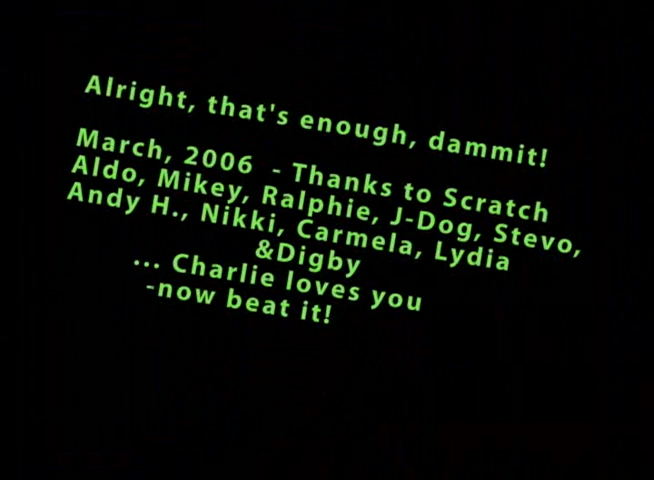 Alright, that's enough, dammit!
March, 2006 - Thanks to Scratch
Aldo, Mikey, Ralphie, J-Dog, Stevo,
Andy H., Nikki, Carmela, Lydia
&Digby
... Charlie loves you
-now beat it!